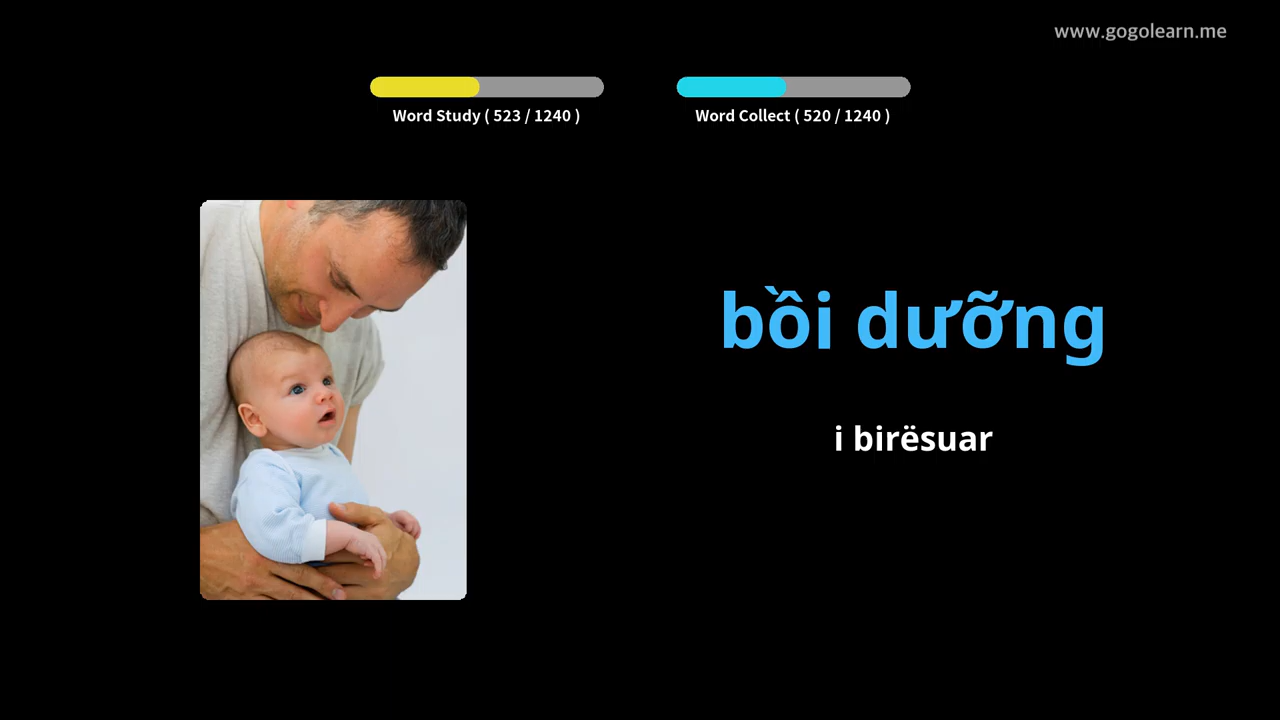 www.gogolearn.me
Word Study ( 523 / 1240 )
Word Collect ( 520 / 1240 )
bồi dưỡng
i birësuar